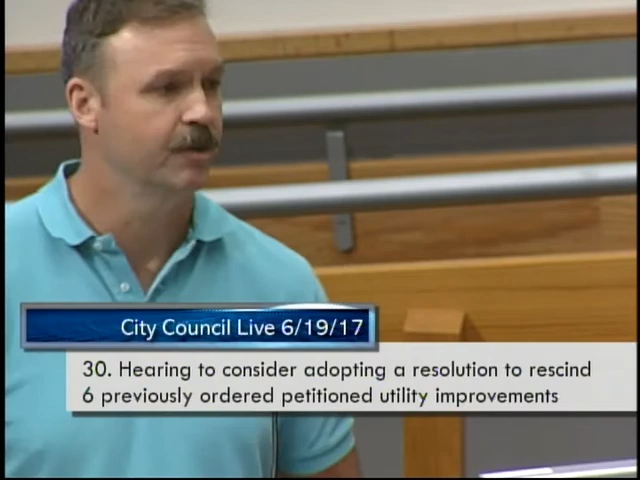 City Council Live 6/19/17
30. Hearing to consider adopting a resolution to rescind
6 previously ordered petitioned utility improvements